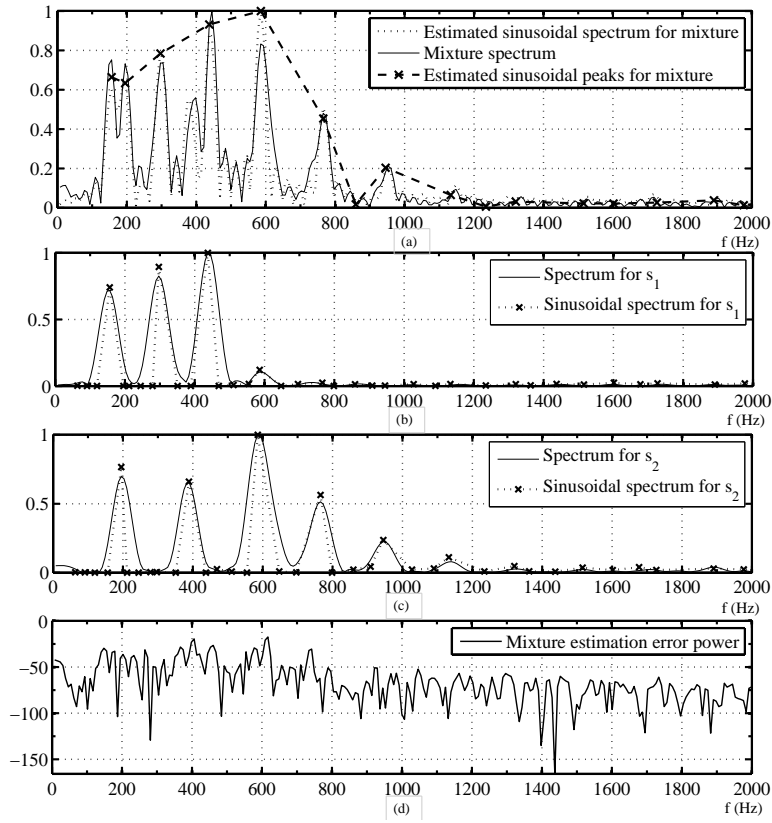 1
0.8
0.6
0.4
0.2
0
Estimated sinusoidal spectrum for mixture
Mixture spectrum
Estimated sinusoidal peaks for mixture
0 200 400 600 800 1000 1200 1400 1600 1800 2000
f (Hz)
(a)
1
0.5
0
Spectrum for s1
Sinusoidal spectrum for s1
0 200 400 600 800 1000 1200 1400 1600 1800 2000
f (Hz)
(b)
1
0.5
0
Spectrum for s2
Sinusoidal spectrum for s2
0 200 400 600 800 1000 1200 1400 1600 1800 2000
f (Hz)
(c)
0
−50
−100
−150
Mixture estimation error power
0 200 400 600 800 1000 1200 1400 1600 1800 2000
f (Hz)
(d)